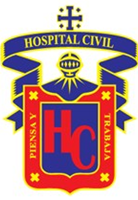 HOSPITAL CIVIL
PIENSA Y
TRABAJA
HC